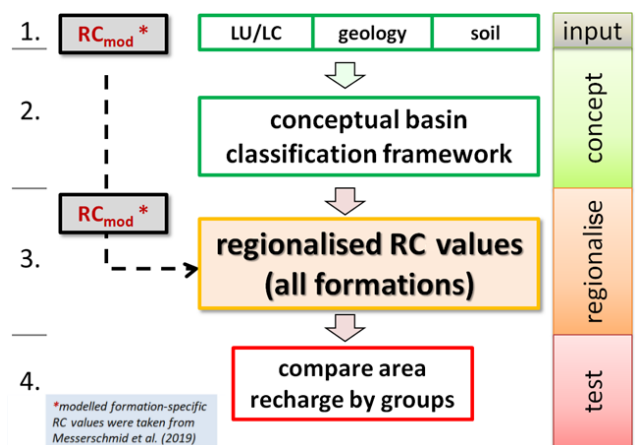 1.
RC_mod *
LU/LC
geology
soil
input
2.
conceptual basin
classification framework
concept
RC_mod *
3.
regionalised RC values
(all formations)
regionalise
4.
compare area
recharge by groups
test
*modelled formation-specific
RC values were taken from
Messerschmid et al. (2019)